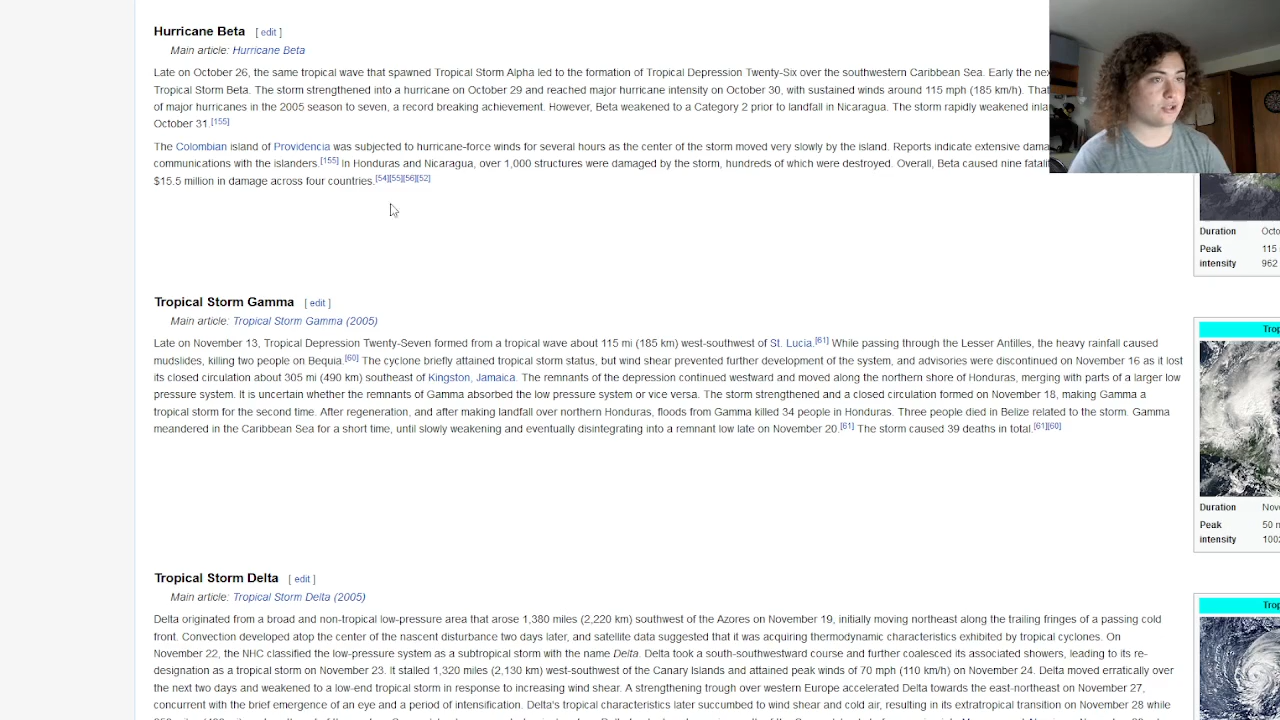 Hurricane Beta [ edit ]
Main article: Hurricane Beta
Late on October 26, the same tropical wave that spawned Tropical Storm Alpha led to the formation of Tropical Depression Twenty-Six over the southwestern Caribbean Sea. Early the
Tropical Storm Beta. The storm strengthened into a hurricane on October 29 and reached major hurricane intensity on October 30, with sustained winds around 115 mph (185 km/h). That
of major hurricanes in the 2005 season to seven, a record breaking achievement. However, Beta weakened to a Category 2 prior to landfall in Nicaragua. The storm rapidly weakened
October 31.[155]
The Colombian island of Providencia was subjected to hurricane-force winds for several hours as the center of the storm moved very slowly by the island. Reports indicate extensive
communications with the islanders.[155] In Honduras and Nicaragua, over 1,000 structures were damaged by the storm, hundreds of which were destroyed. Overall, Beta caused nine
$15.5 million in damage across four countries.[54][55][56][52]
Duration
Peak 115
intensity 962
Tropical Storm Gamma [ edit ]
Main article: Tropical Storm Gamma (2005)
Late on November 13, Tropical Depression Twenty-Seven formed from a tropical wave about 115 mi (185 km) west-southwest of St. Lucia.[61] While passing through the Lesser Antilles, the heavy rainfall caused
mudslides, killing two people on Bequia.[60] The cyclone briefly attained tropical storm status, but wind shear prevented further development of the system, and advisories were discontinued on November 16 as it lost
its closed circulation about 305 mi (490 km) southeast of Kingston, Jamaica. The remnants of the depression continued westward and moved along the northern shore of Honduras, merging with parts of a larger low
pressure system. It is uncertain whether the remnants of Gamma absorbed the low pressure system or vice versa. The storm strengthened and a closed circulation formed on November 18, making Gamma a
tropical storm for the second time. After regeneration, and after making landfall over northern Honduras, floods from Gamma killed 34 people in Honduras. Three people died in Belize related to the storm. Gamma
meandered in the Caribbean Sea for a short time, until slowly weakening and eventually disintegrating into a remnant low late on November 20.[61] The storm caused 39 deaths in total.[61][60]
Duration
Peak 50
intensity
Tropical Storm Delta [ edit ]
Main article: Tropical Storm Delta (2005)
Delta originated from a broad and non-tropical low-pressure area that arose 1,380 miles (2,220 km) southwest of the Azores on November 19, initially moving northeast along the trailing fringes of a passing cold
front. Convection developed atop the center of the nascent disturbance two days later, and satellite data suggested that it was acquiring thermodynamic characteristics exhibited by tropical cyclones. On
November 22, the NHC classified the low-pressure system as a subtropical storm with the name Delta. Delta took a south-southwestward course and further coalesced its associated showers, leading to its re-
designation as a tropical storm on November 23. It stalled 1,320 miles (2,130 km) west-southwest of the Canary Islands and attained peak winds of 70 mph (110 km/h) on November 24. Delta moved erratically over
the next two days and weakened to a low-end tropical storm in response to increasing wind shear. A strengthening trough over western Europe accelerated Delta towards the east-northeast on November 27,
concurrent with the brief emergence of an eye and a period of intensification. Delta's tropical characteristics later succumbed to wind shear and cold air, resulting in its extratropical transition on November 28 while